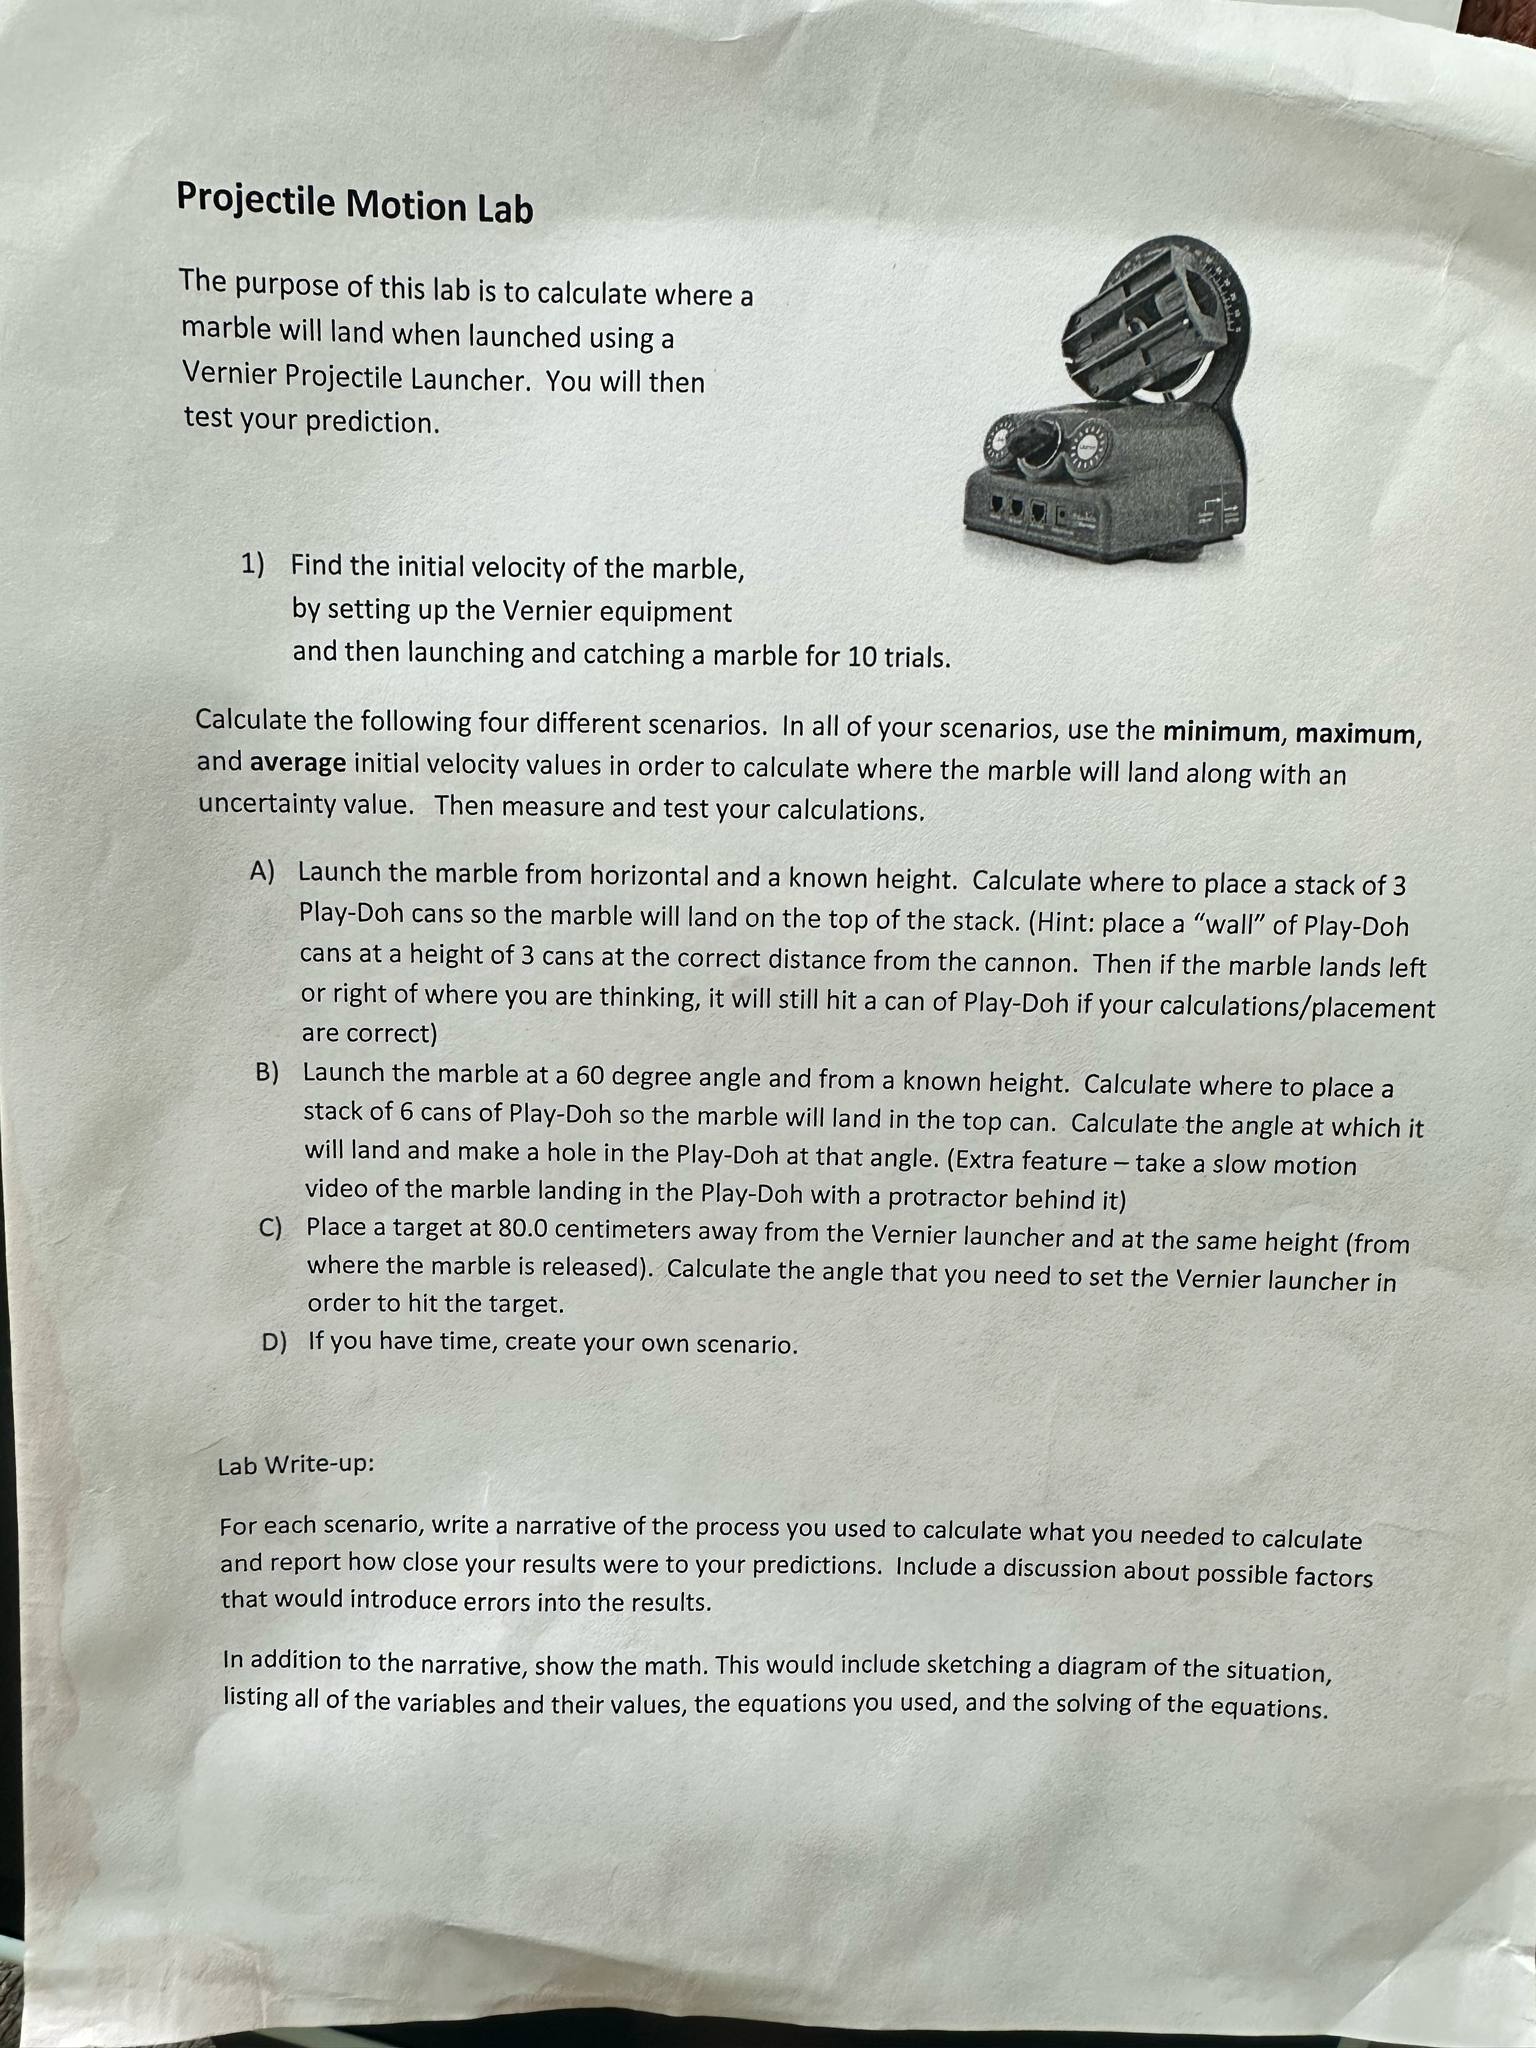 Projectile Motion Lab
The purpose of this lab is to calculate where a
marble will land when launched using a
Vernier Projectile Launcher.  You will then
test your prediction.
1) Find the initial velocity of the marble,
by setting up the Vernier equipment
and then launching and catching a marble for 10 trials.
Calculate the following four different scenarios.  In all of your scenarios, use the minimum, maximum,
and average initial velocity values in order to calculate where the marble will land along with an
uncertainty value.   Then measure and test your calculations.
A) Launch the marble from horizontal and a known height.  Calculate where to place a stack of 3
Play-Doh cans so the marble will land on the top of the stack. (Hint: place a “wall” of Play-Doh
cans at a height of 3 cans at the correct distance from the cannon.  Then if the marble lands left
or right of where you are thinking, it will still hit a can of Play-Doh if your calculations/placement
are correct)
B) Launch the marble at a 60 degree angle and from a known height.  Calculate where to place a
stack of 6 cans of Play-Doh so the marble will land in the top can.  Calculate the angle at which it
will land and make a hole in the Play-Doh at that angle. (Extra feature – take a slow motion
video of the marble landing in the Play-Doh with a protractor behind it)
C) Place a target at 80.0 centimeters away from the Vernier launcher and at the same height (from
where the marble is released).  Calculate the angle that you need to set the Vernier launcher in
order to hit the target.
D) If you have time, create your own scenario.
Lab Write-up:
For each scenario, write a narrative of the process you used to calculate what you needed to calculate
and report how close your results were to your predictions.  Include a discussion about possible factors
that would introduce errors into the results.
In addition to the narrative, show the math. This would include sketching a diagram of the situation,
listing all of the variables and their values, the equations you used, and the solving of the equations.